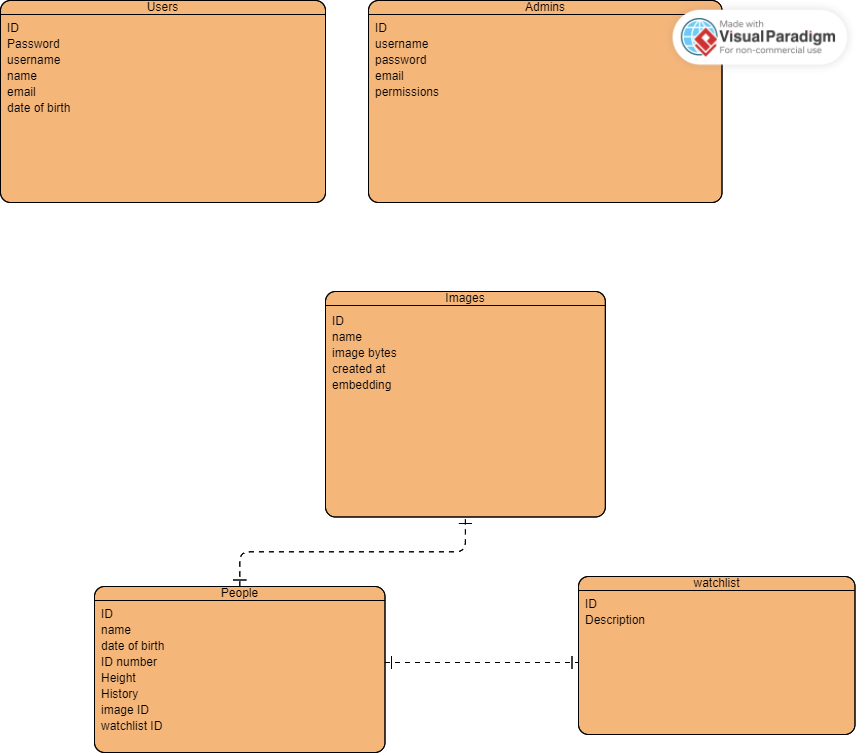 Users
ID
Password
username
name
email
date of birth
Admins
ID
username
password
email
permissions
Made with
VisualParadigm
For non-commercial use
Images
ID
name
image bytes
created at
embedding
People
ID
name
date of birth
ID number
Height
History
image ID
watchlist ID
watchlist
ID
Description